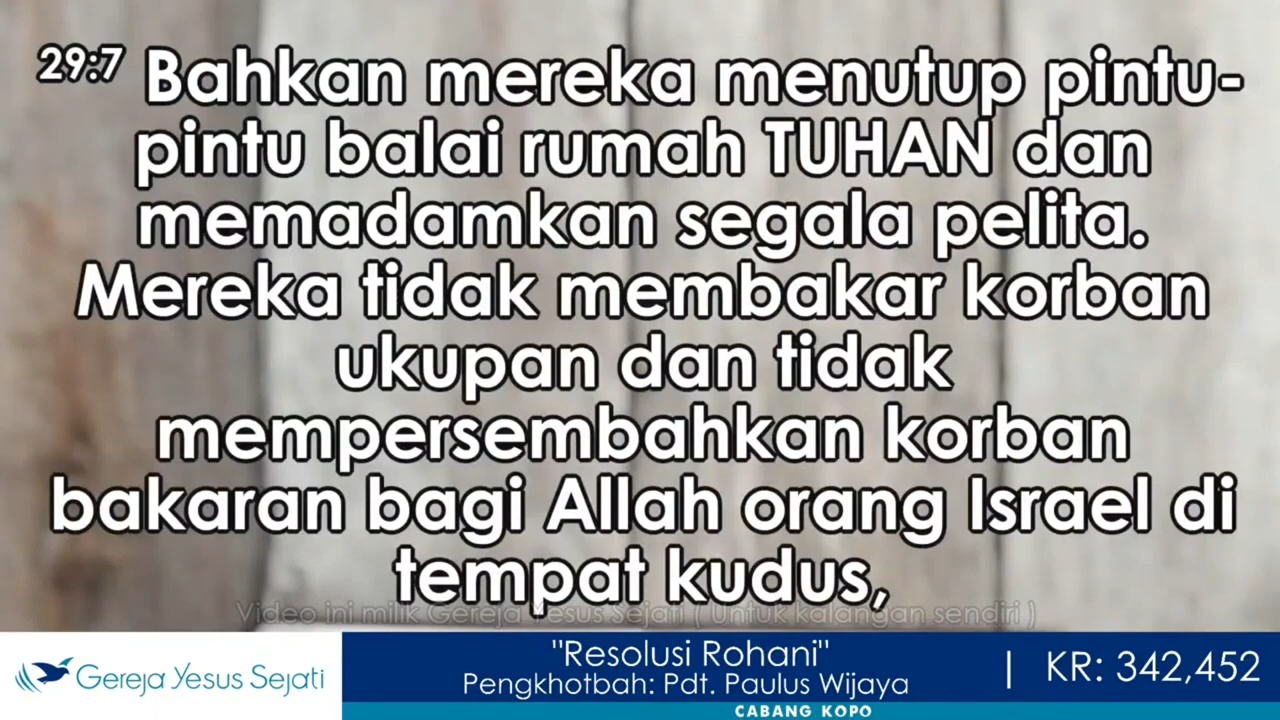 29:7 Bahkan mereka menutup pintu-
pintu balai rumah TUHAN dan
memadamkan segala pelita.
Mereka tidak membakar korban
ukupan dan tidak
mempersembahkan korban
bakaran bagi Allah orang Israel di
tempat kudus,
Video ini milik Gereja Yesus Sejati ( Untuk kalangan sendiri )
Gereja Yesus Sejati
"Resolusi Rohani"
Pengkhotbah: Pdt. Paulus Wijaya
| KR: 342,452
CABANG KOPO